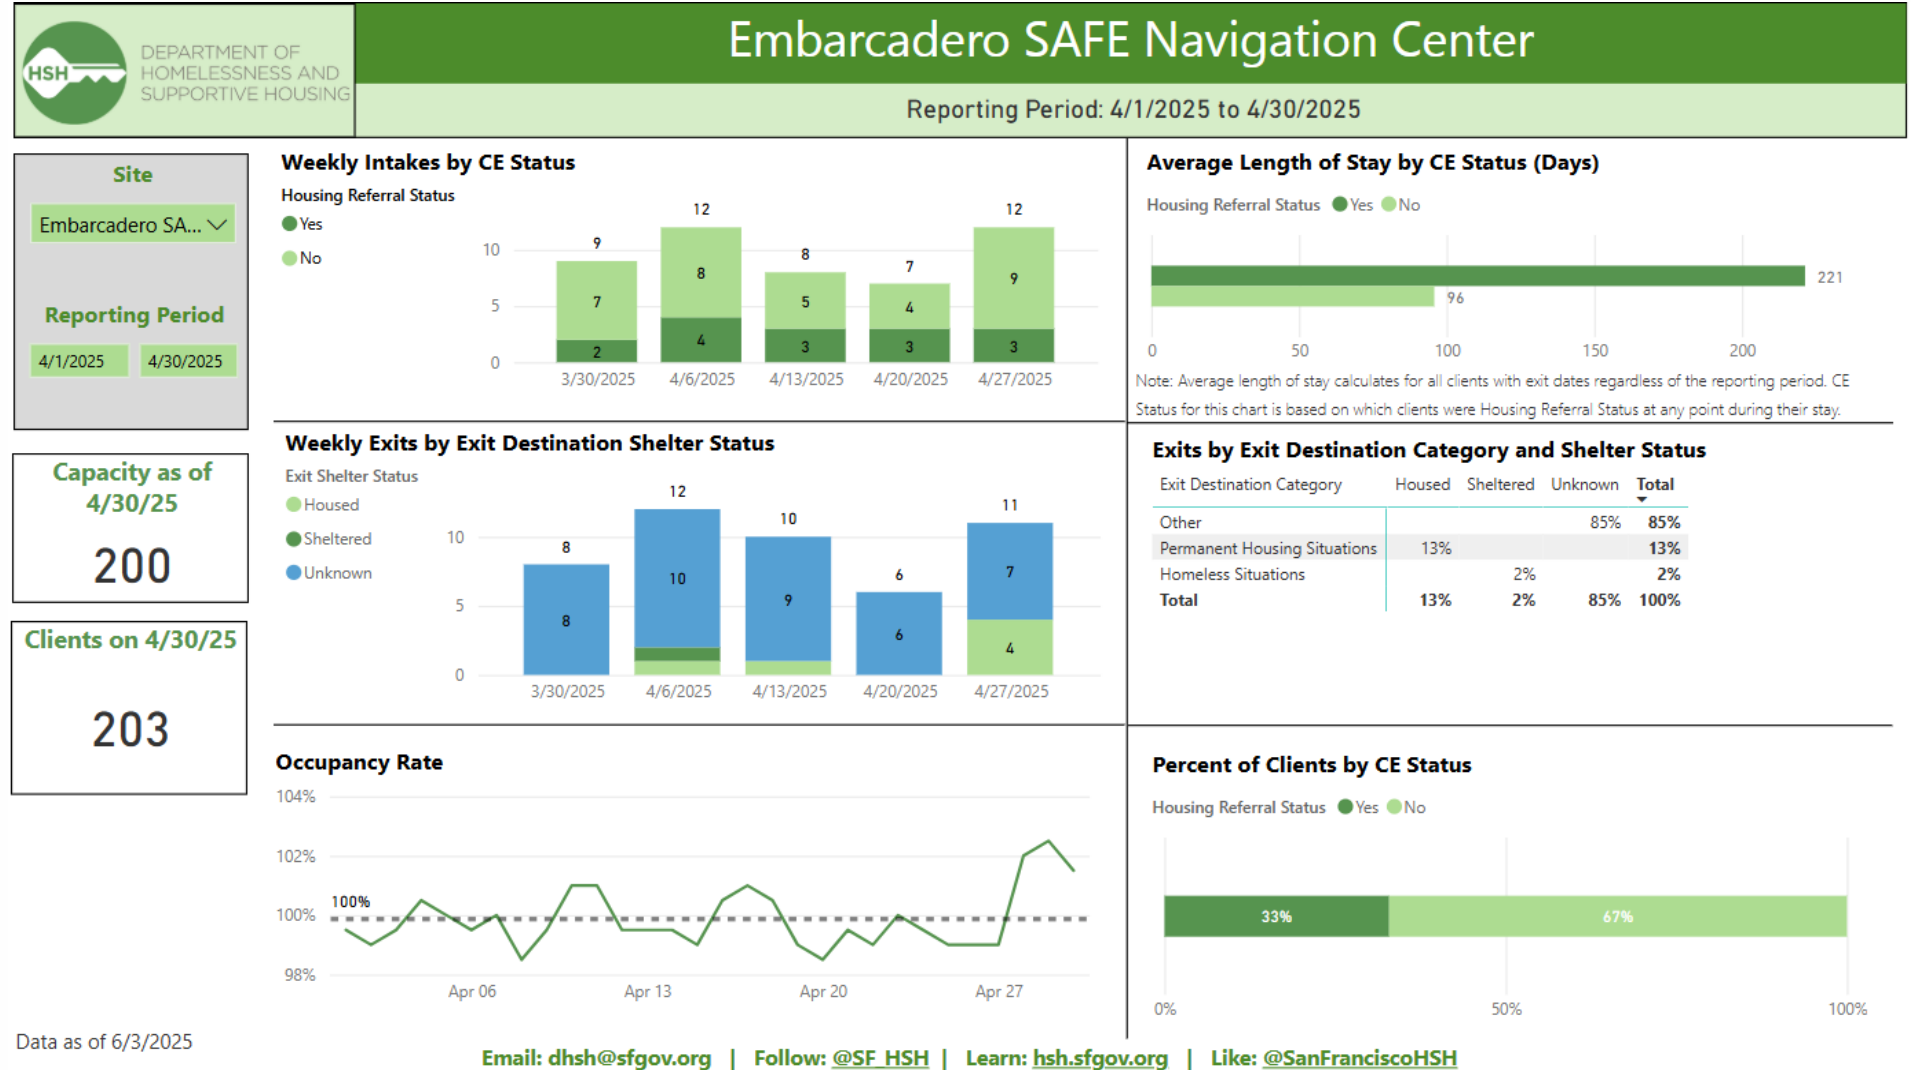 HSH
DEPARTMENT OF
HOMELESSNESS AND
SUPPORTIVE HOUSING
Embarcadero SAFE Navigation Center
Reporting Period: 4/1/2025 to 4/30/2025
Site
Embarcadero SA...
Reporting Period
4/1/2025 4/30/2025
Capacity as of
4/30/25
200
Clients on 4/30/25
203
Weekly Intakes by CE Status
Housing Referral Status
Yes
No
10
5
0
9
7
2
12
8
4
8
5
3
7
4
3
12
9
3
3/30/2025 4/6/2025 4/13/2025 4/20/2025 4/27/2025
Average Length of Stay by CE Status (Days)
Housing Referral Status Yes No
221
96
0 50 100 150 200
Note: Average length of stay calculates for all clients with exit dates regardless of the reporting period. CE
Status for this chart is based on which clients were Housing Referral Status at any point during their stay.
Weekly Exits by Exit Destination Shelter Status
Exit Shelter Status
Housed
Sheltered
Unknown
10
5
0
8
8
12
10
10
9
6
6
11
7
4
3/30/2025 4/6/2025 4/13/2025 4/20/2025 4/27/2025
Exits by Exit Destination Category and Shelter Status
Exit Destination Category Housed Sheltered Unknown Total
Other 85% 85%
Permanent Housing Situations 13% 13%
Homeless Situations 2% 2%
Total 13% 2% 85% 100%
Occupancy Rate
104%
102%
100%
100%
98%
Apr 06 Apr 13 Apr 20 Apr 27
Percent of Clients by CE Status
Housing Referral Status Yes No
33% 67%
0% 50% 100%
Data as of 6/3/2025
Email: dhsh@sfgov.org | Follow: @SF_HSH | Learn: hsh.sfgov.org | Like: @SanFranciscoHSH